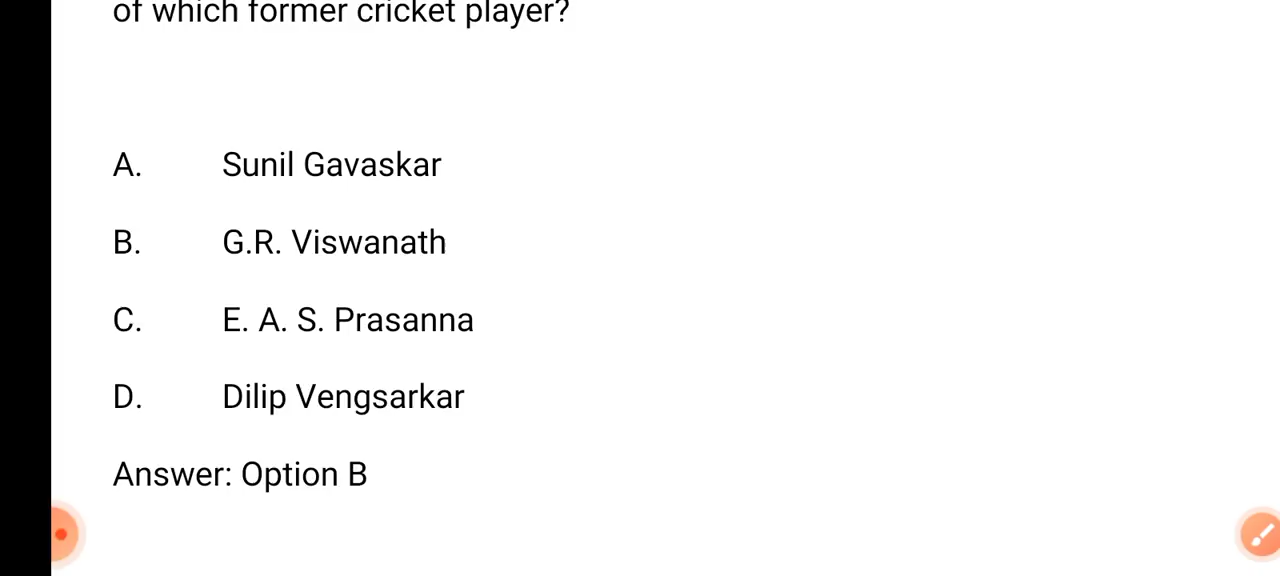 of which former cricket player?
A. Sunil Gavaskar
B. G.R. Viswanath
C. E. A. S. Prasanna
D. Dilip Vengsarkar
Answer: Option B